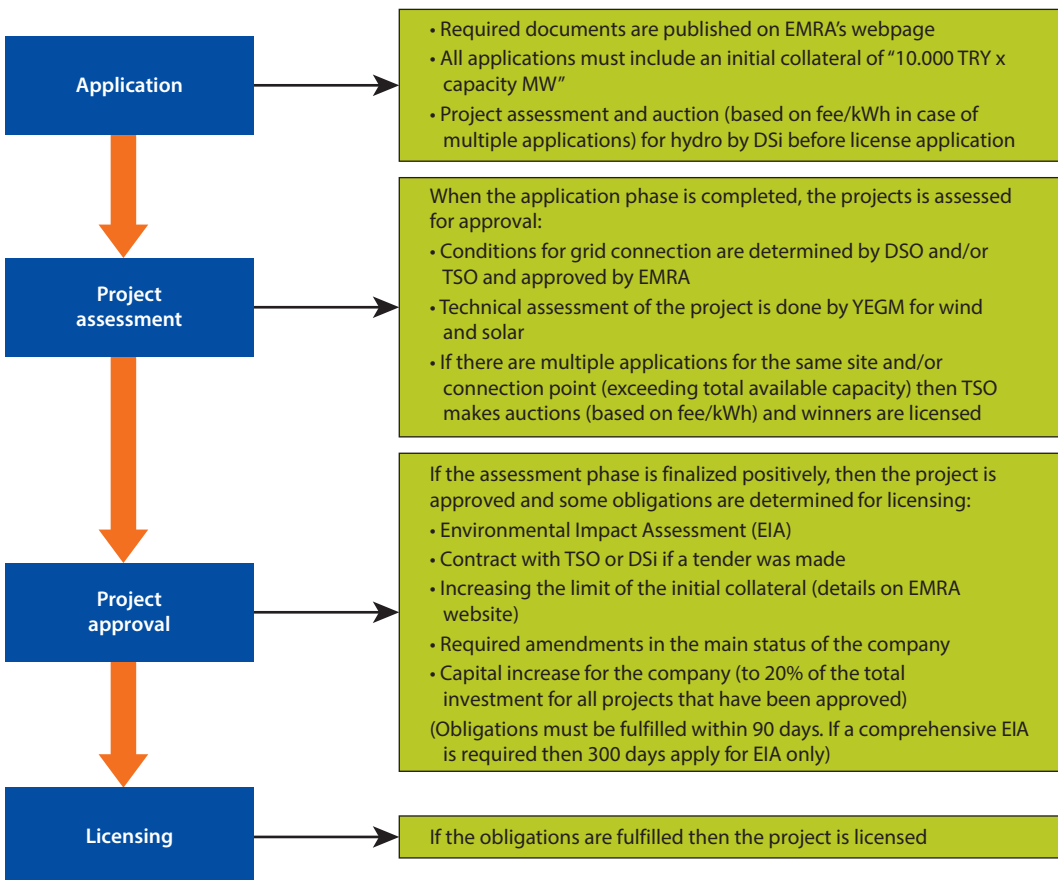 Application
• Required documents are published on EMRA's webpage
• All applications must include an initial collateral of "10.000 TRY x
capacity MW"
• Project assessment and auction (based on fee/kWh in case of
multiple applications) for hydro by DSi before license application
Project
assessment
When the application phase is completed, the projects is assessed
for approval:
• Conditions for grid connection are determined by DSO and/or
TSO and approved by EMRA
• Technical assessment of the project is done by YEGM for wind
and solar
• If there are multiple applications for the same site and/or
connection point (exceeding total available capacity) then TSO
makes auctions (based on fee/kWh) and winners are licensed
Project
approval
If the assessment phase is finalized positively, then the project is
approved and some obligations are determined for licensing:
• Environmental Impact Assessment (EIA)
• Contract with TSO or DSi if a tender was made
• Increasing the limit of the initial collateral (details on EMRA
website)
• Required amendments in the main status of the company
• Capital increase for the company (to 20% of the total
investment for all projects that have been approved)
(Obligations must be fulfilled within 90 days. If a comprehensive EIA
is required then 300 days apply for EIA only)
Licensing
If the obligations are fulfilled then the project is licensed